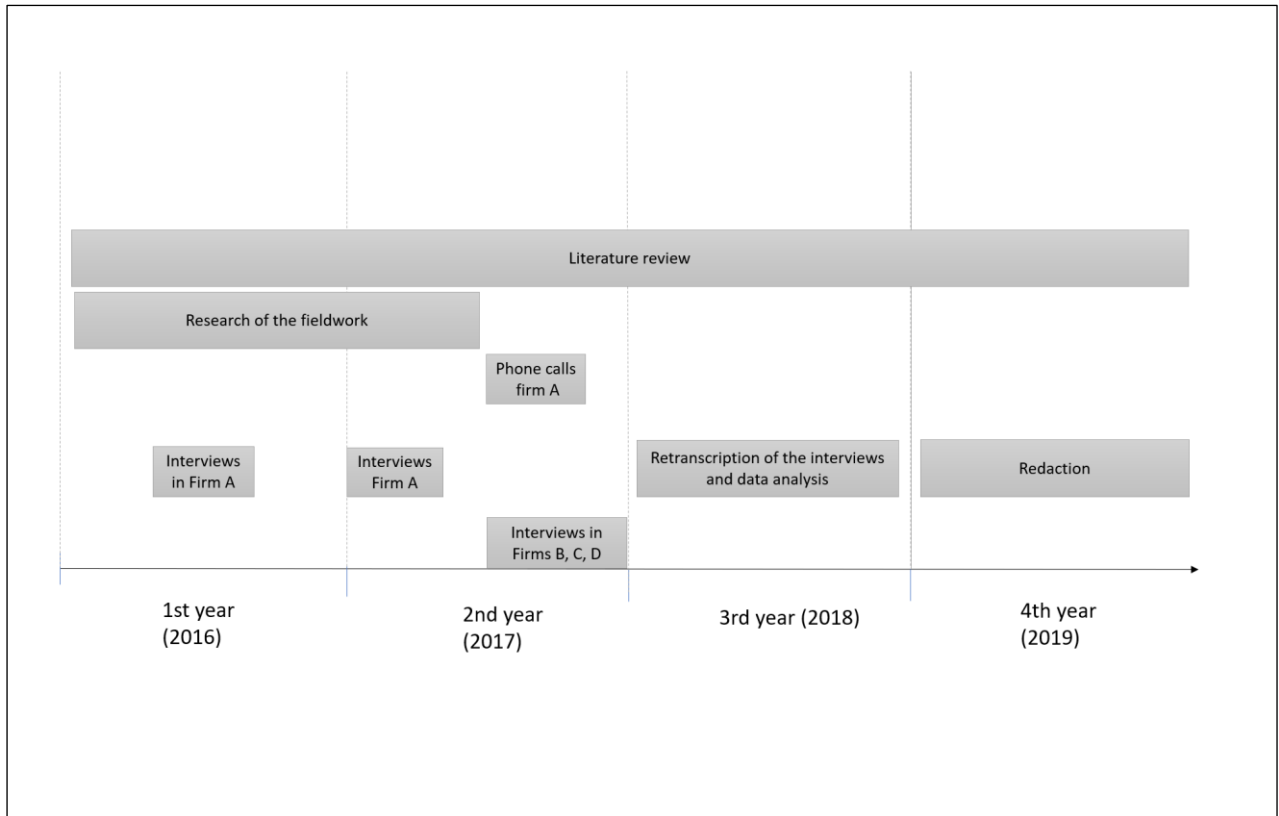 Literature review
Research of the fieldwork
Phone calls
firm A
Interviews
in Firm A
Interviews
Firm A
Retranscription of the interviews
and data analysis
Redaction
Interviews in
Firms B, C, D
1st year
(2016)
2nd year
(2017)
3rd year (2018)
4th year
(2019)